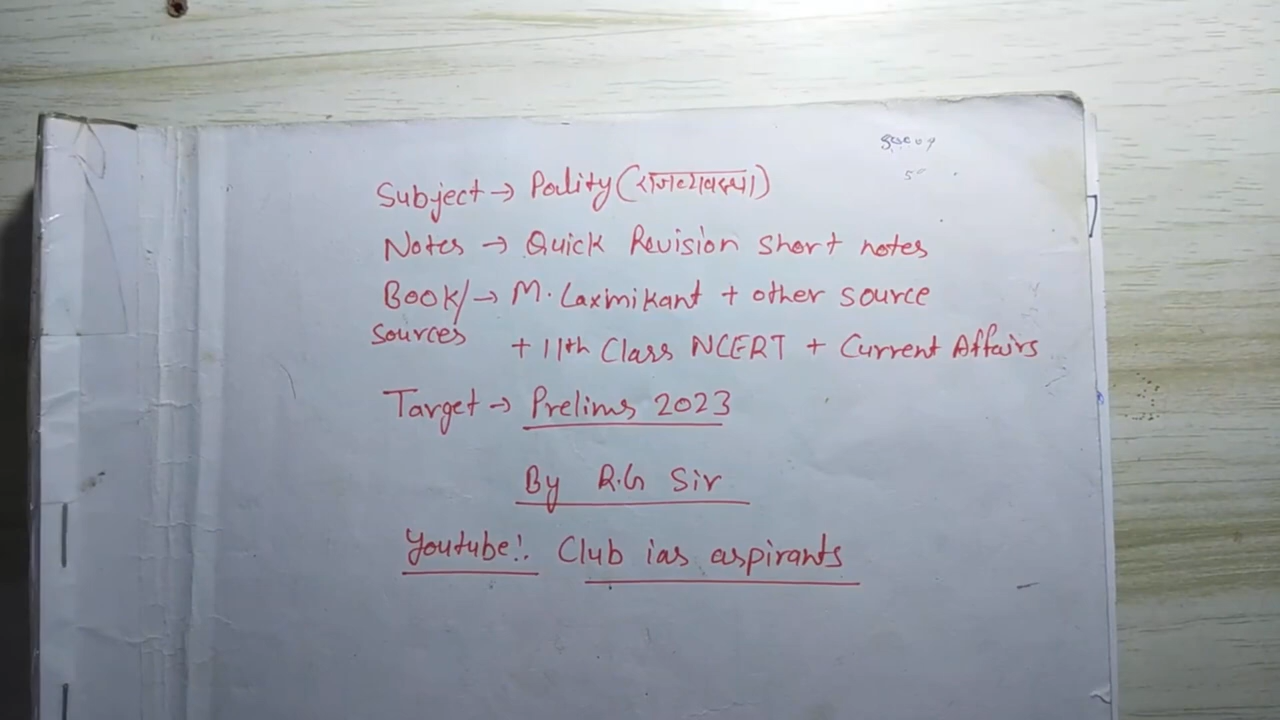 Subject → Polity (राजव्यवस्था)
Notes → Quick Revision short notes
Book/ → M. Laxmikant + other source
sources + 11th Class NCERT + Current Affairs
Target → Prelims 2023
By R.G Sir
Youtube:. Club ias aspirants